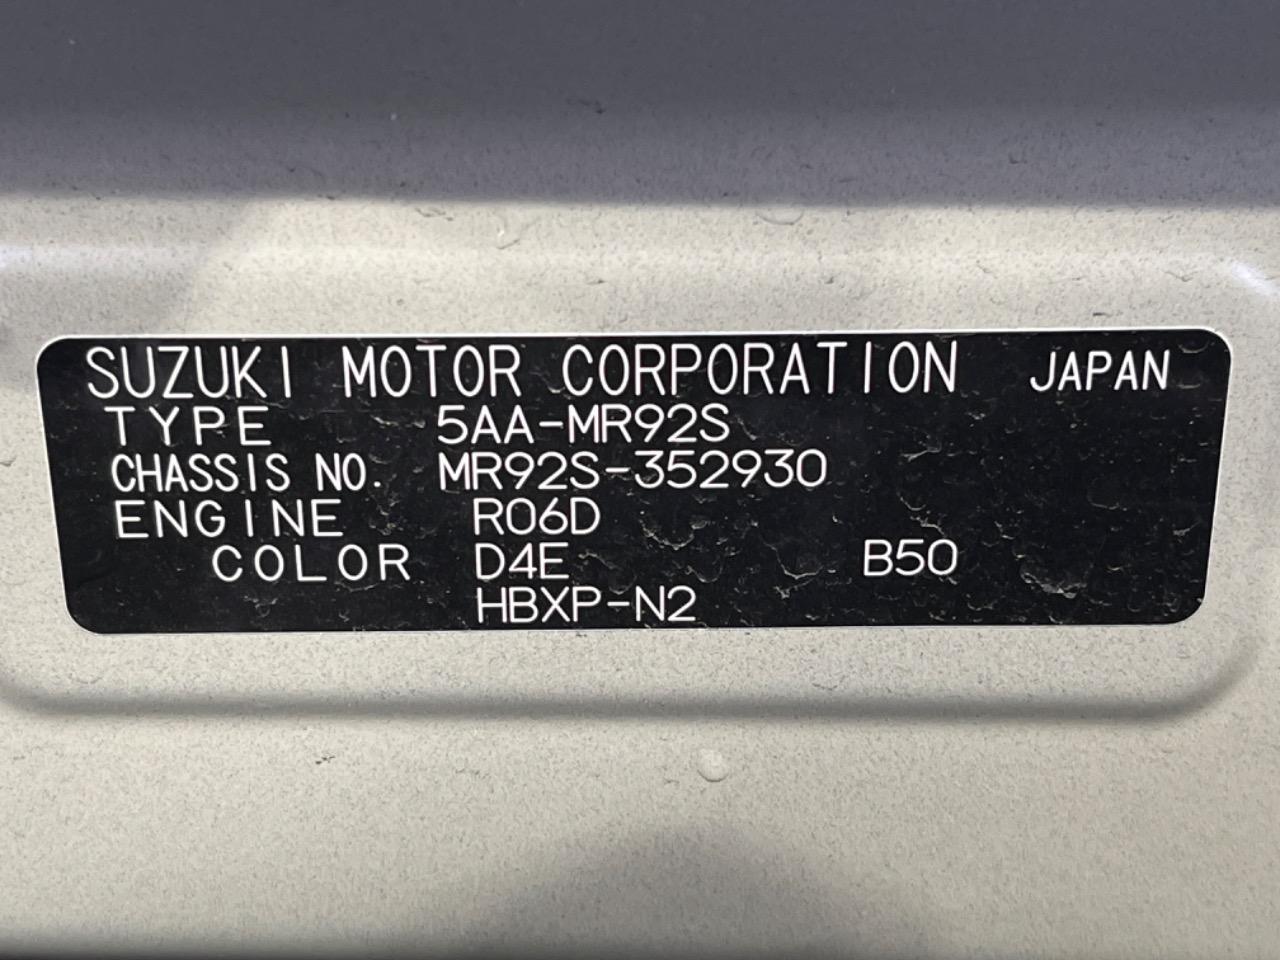 SUZUKI MOTOR CORPORATION JAPAN
TYPE 5AA-MR92S
CHASSIS NO. MR92S-352930
ENGINE R06D
COLOR D4E B50
HBXP-N2